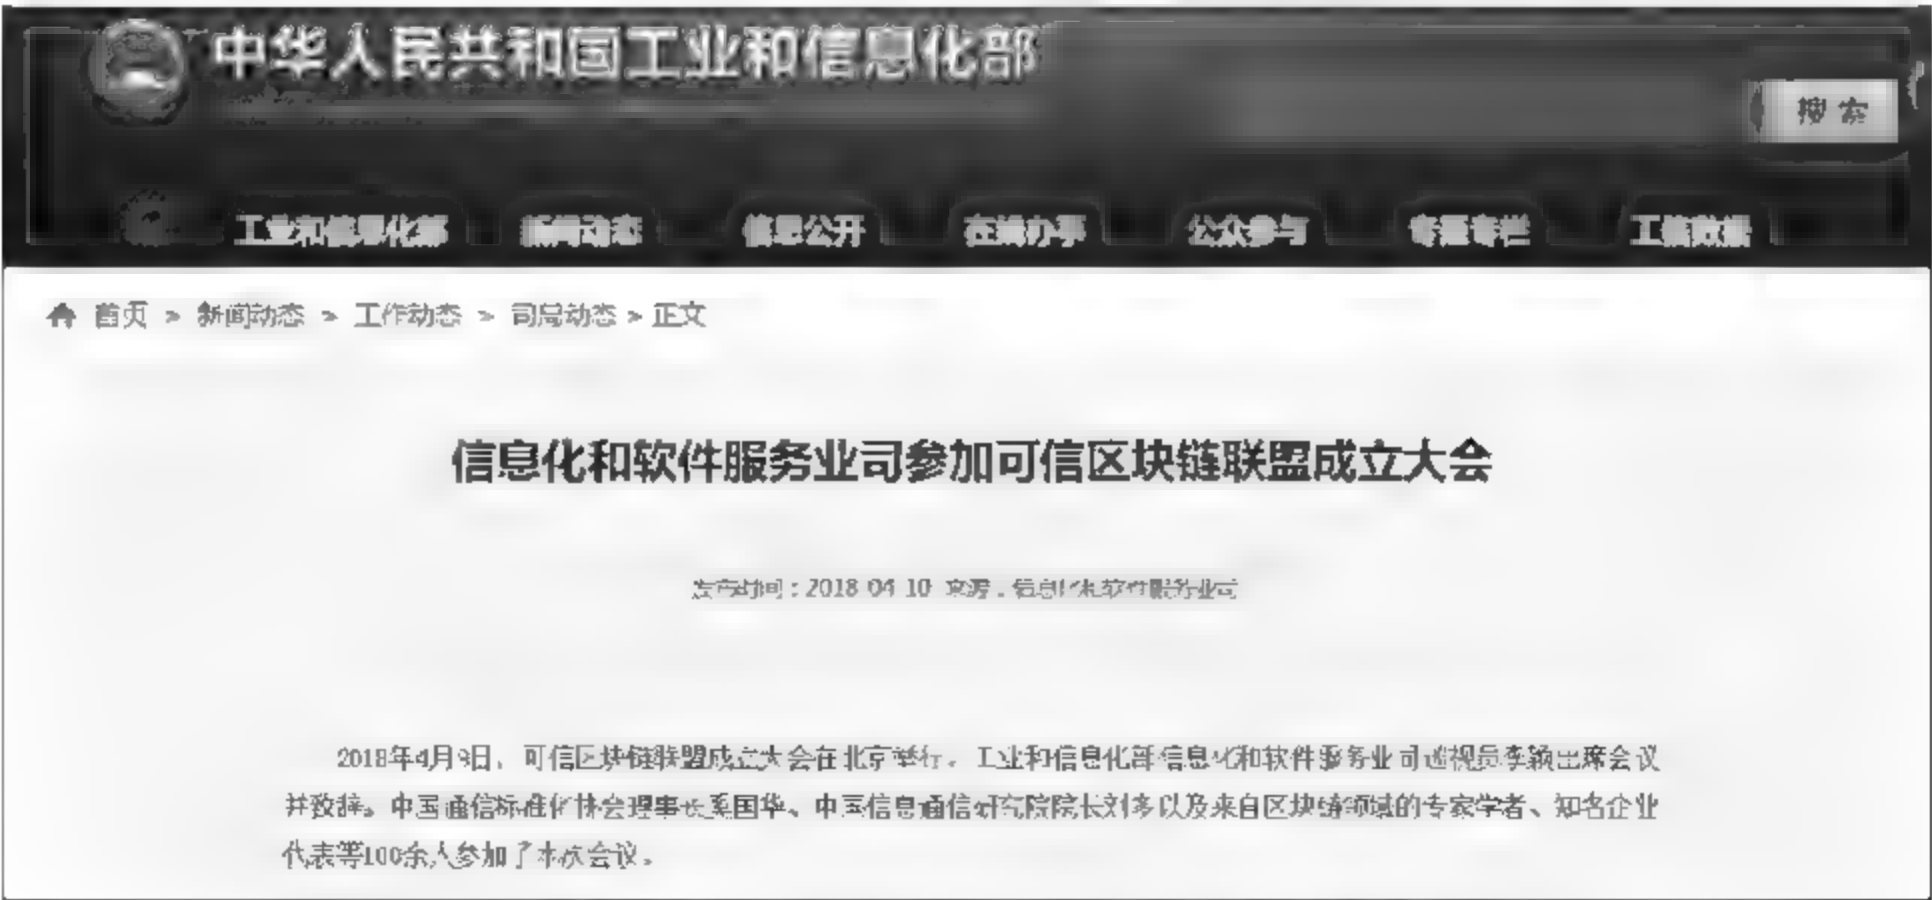 中华人民共和国工业和信息化部
搜 索
工业和信息化部 新闻动态 信息公开 在线办事 公众参与 专题专栏 工信数据
首页 > 新闻动态 > 工作动态 > 司局动态 > 正文
信息化和软件服务业司参加可信区块链联盟成立大会
发布时间：2018-04-10 来源：信息化和软件服务业司
2018年4月9日，可信区块链联盟成立大会在北京举行。工业和信息化部信息化和软件服务业司巡视员李颖出席会议
并致辞。中国通信标准化协会理事长奚国华、中国信息通信研究院院长刘多以及来自区块链领域的专家学者、知名企业
代表等100余人参加了本次会议。